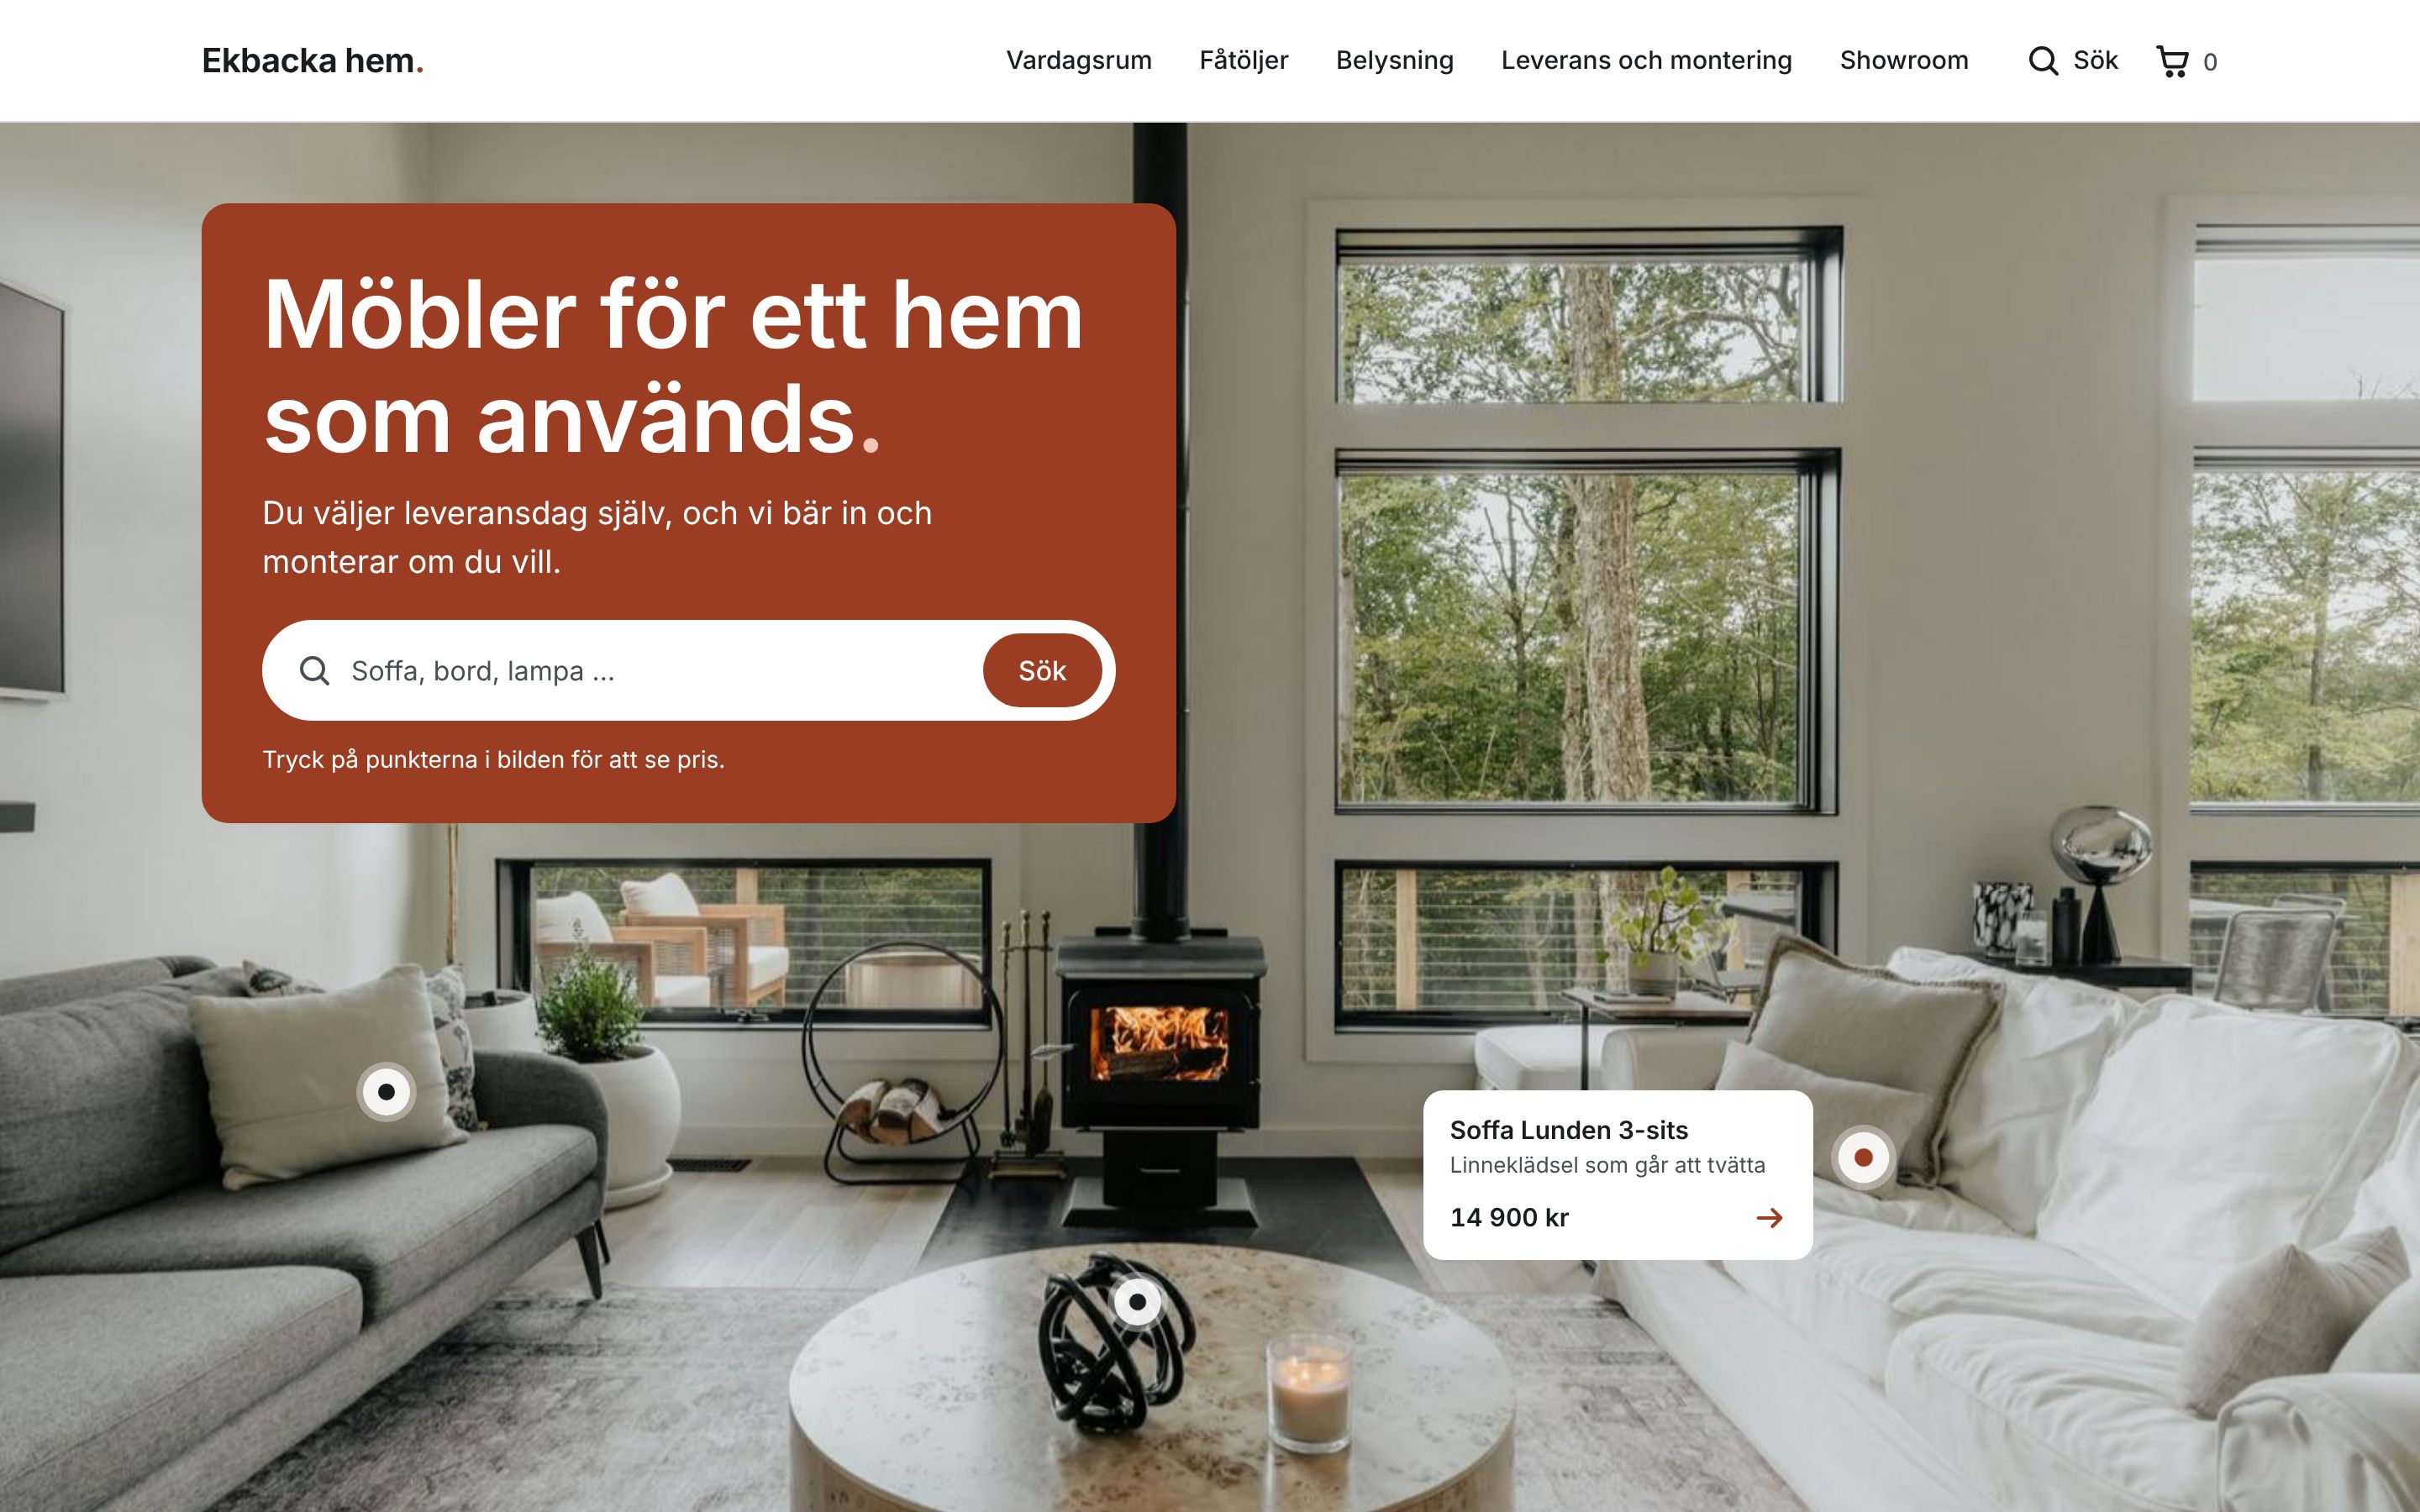 Ekbacka hem.
Vardagsrum
Fåtöljer
Belysning
Leverans och montering
Showroom
Sök
0
Möbler för ett hem
som används.
Du väljer leveransdag själv, och vi bär in och
monterar om du vill.
Soffa, bord, lampa ...
Sök
Tryck på punkterna i bilden för att se pris.
Soffa Lunden 3-sits
Linneklädsel som går att tvätta
14 900 kr